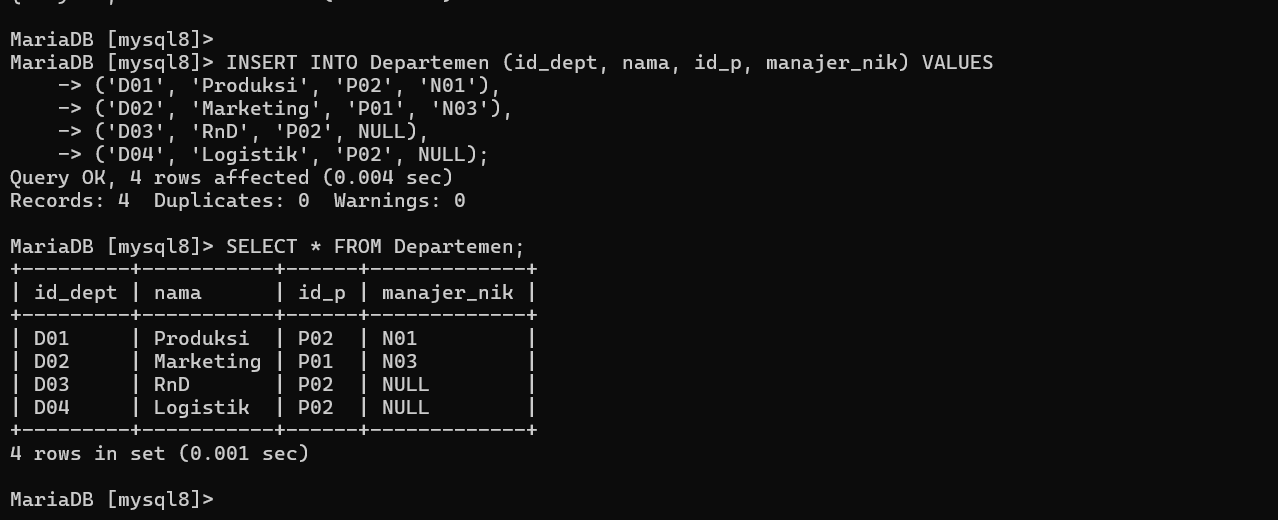 MariaDB [mysql8]>
MariaDB [mysql8]> INSERT INTO Departemen (id_dept, nama, id_p, manajer_nik) VALUES
    -> ('D01', 'Produksi', 'P02', 'N01'),
    -> ('D02', 'Marketing', 'P01', 'N03'),
    -> ('D03', 'RnD', 'P02', NULL),
    -> ('D04', 'Logistik', 'P02', NULL);
Query OK, 4 rows affected (0.004 sec)
Records: 4  Duplicates: 0  Warnings: 0
MariaDB [mysql8]> SELECT * FROM Departemen;
+---------+-----------+------+-------------+
| id_dept | nama      | id_p | manajer_nik |
+---------+-----------+------+-------------+
| D01     | Produksi  | P02  | N01         |
| D02     | Marketing | P01  | N03         |
| D03     | RnD       | P02  | NULL        |
| D04     | Logistik  | P02  | NULL        |
+---------+-----------+------+-------------+
4 rows in set (0.001 sec)
MariaDB [mysql8]>